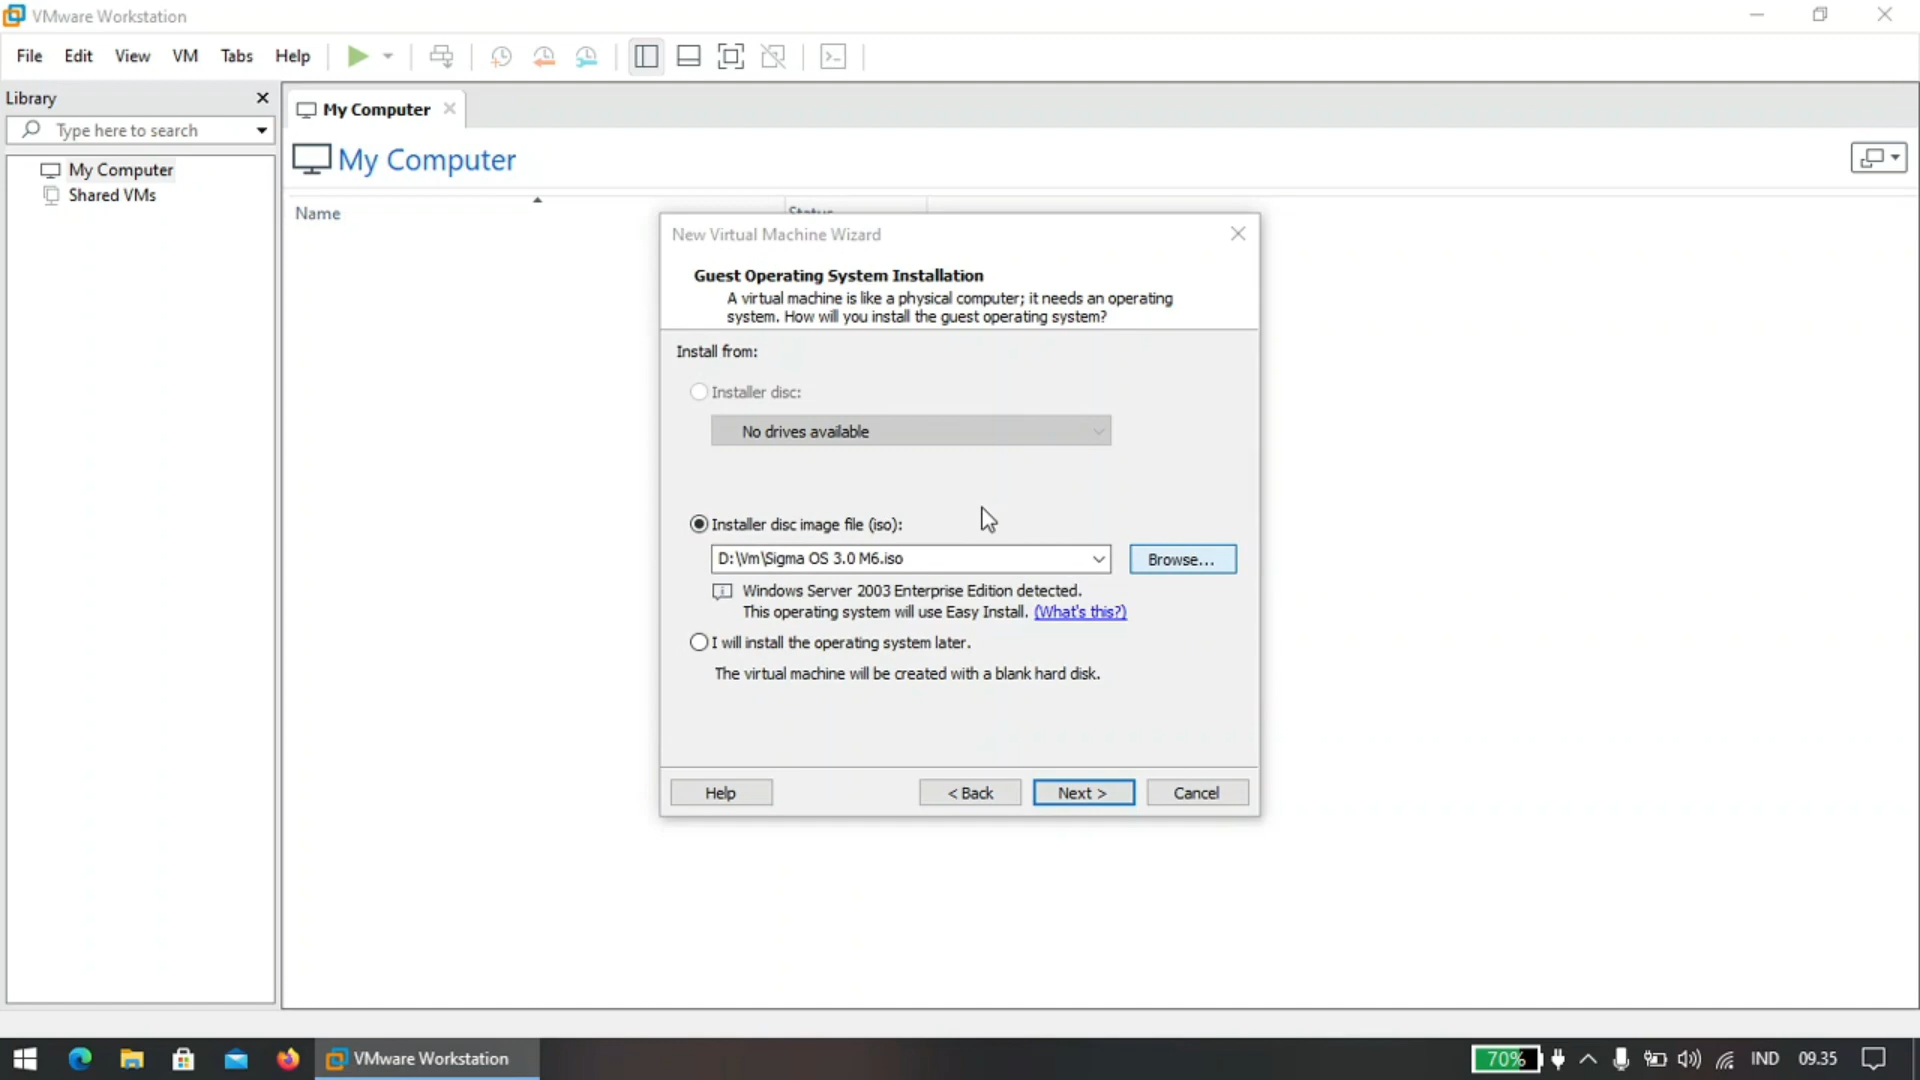 VMware Workstation
File Edit View VM Tabs Help
Library
My Computer
Type here to search
My Computer
My Computer
Shared VMs
Name
Status
New Virtual Machine Wizard
Guest Operating System Installation
A virtual machine is like a physical computer; it needs an operating
system. How will you install the guest operating system?
Install from:
Installer disc:
No drives available
Installer disc image file (iso):
D:\Vm\Sigma OS 3.0 M6.iso
Browse...
Windows Server 2003 Enterprise Edition detected.
This operating system will use Easy Install. (What's this?)
I will install the operating system later.
The virtual machine will be created with a blank hard disk.
Help < Back Next > Cancel
VMware Workstation
70% IND 09.35